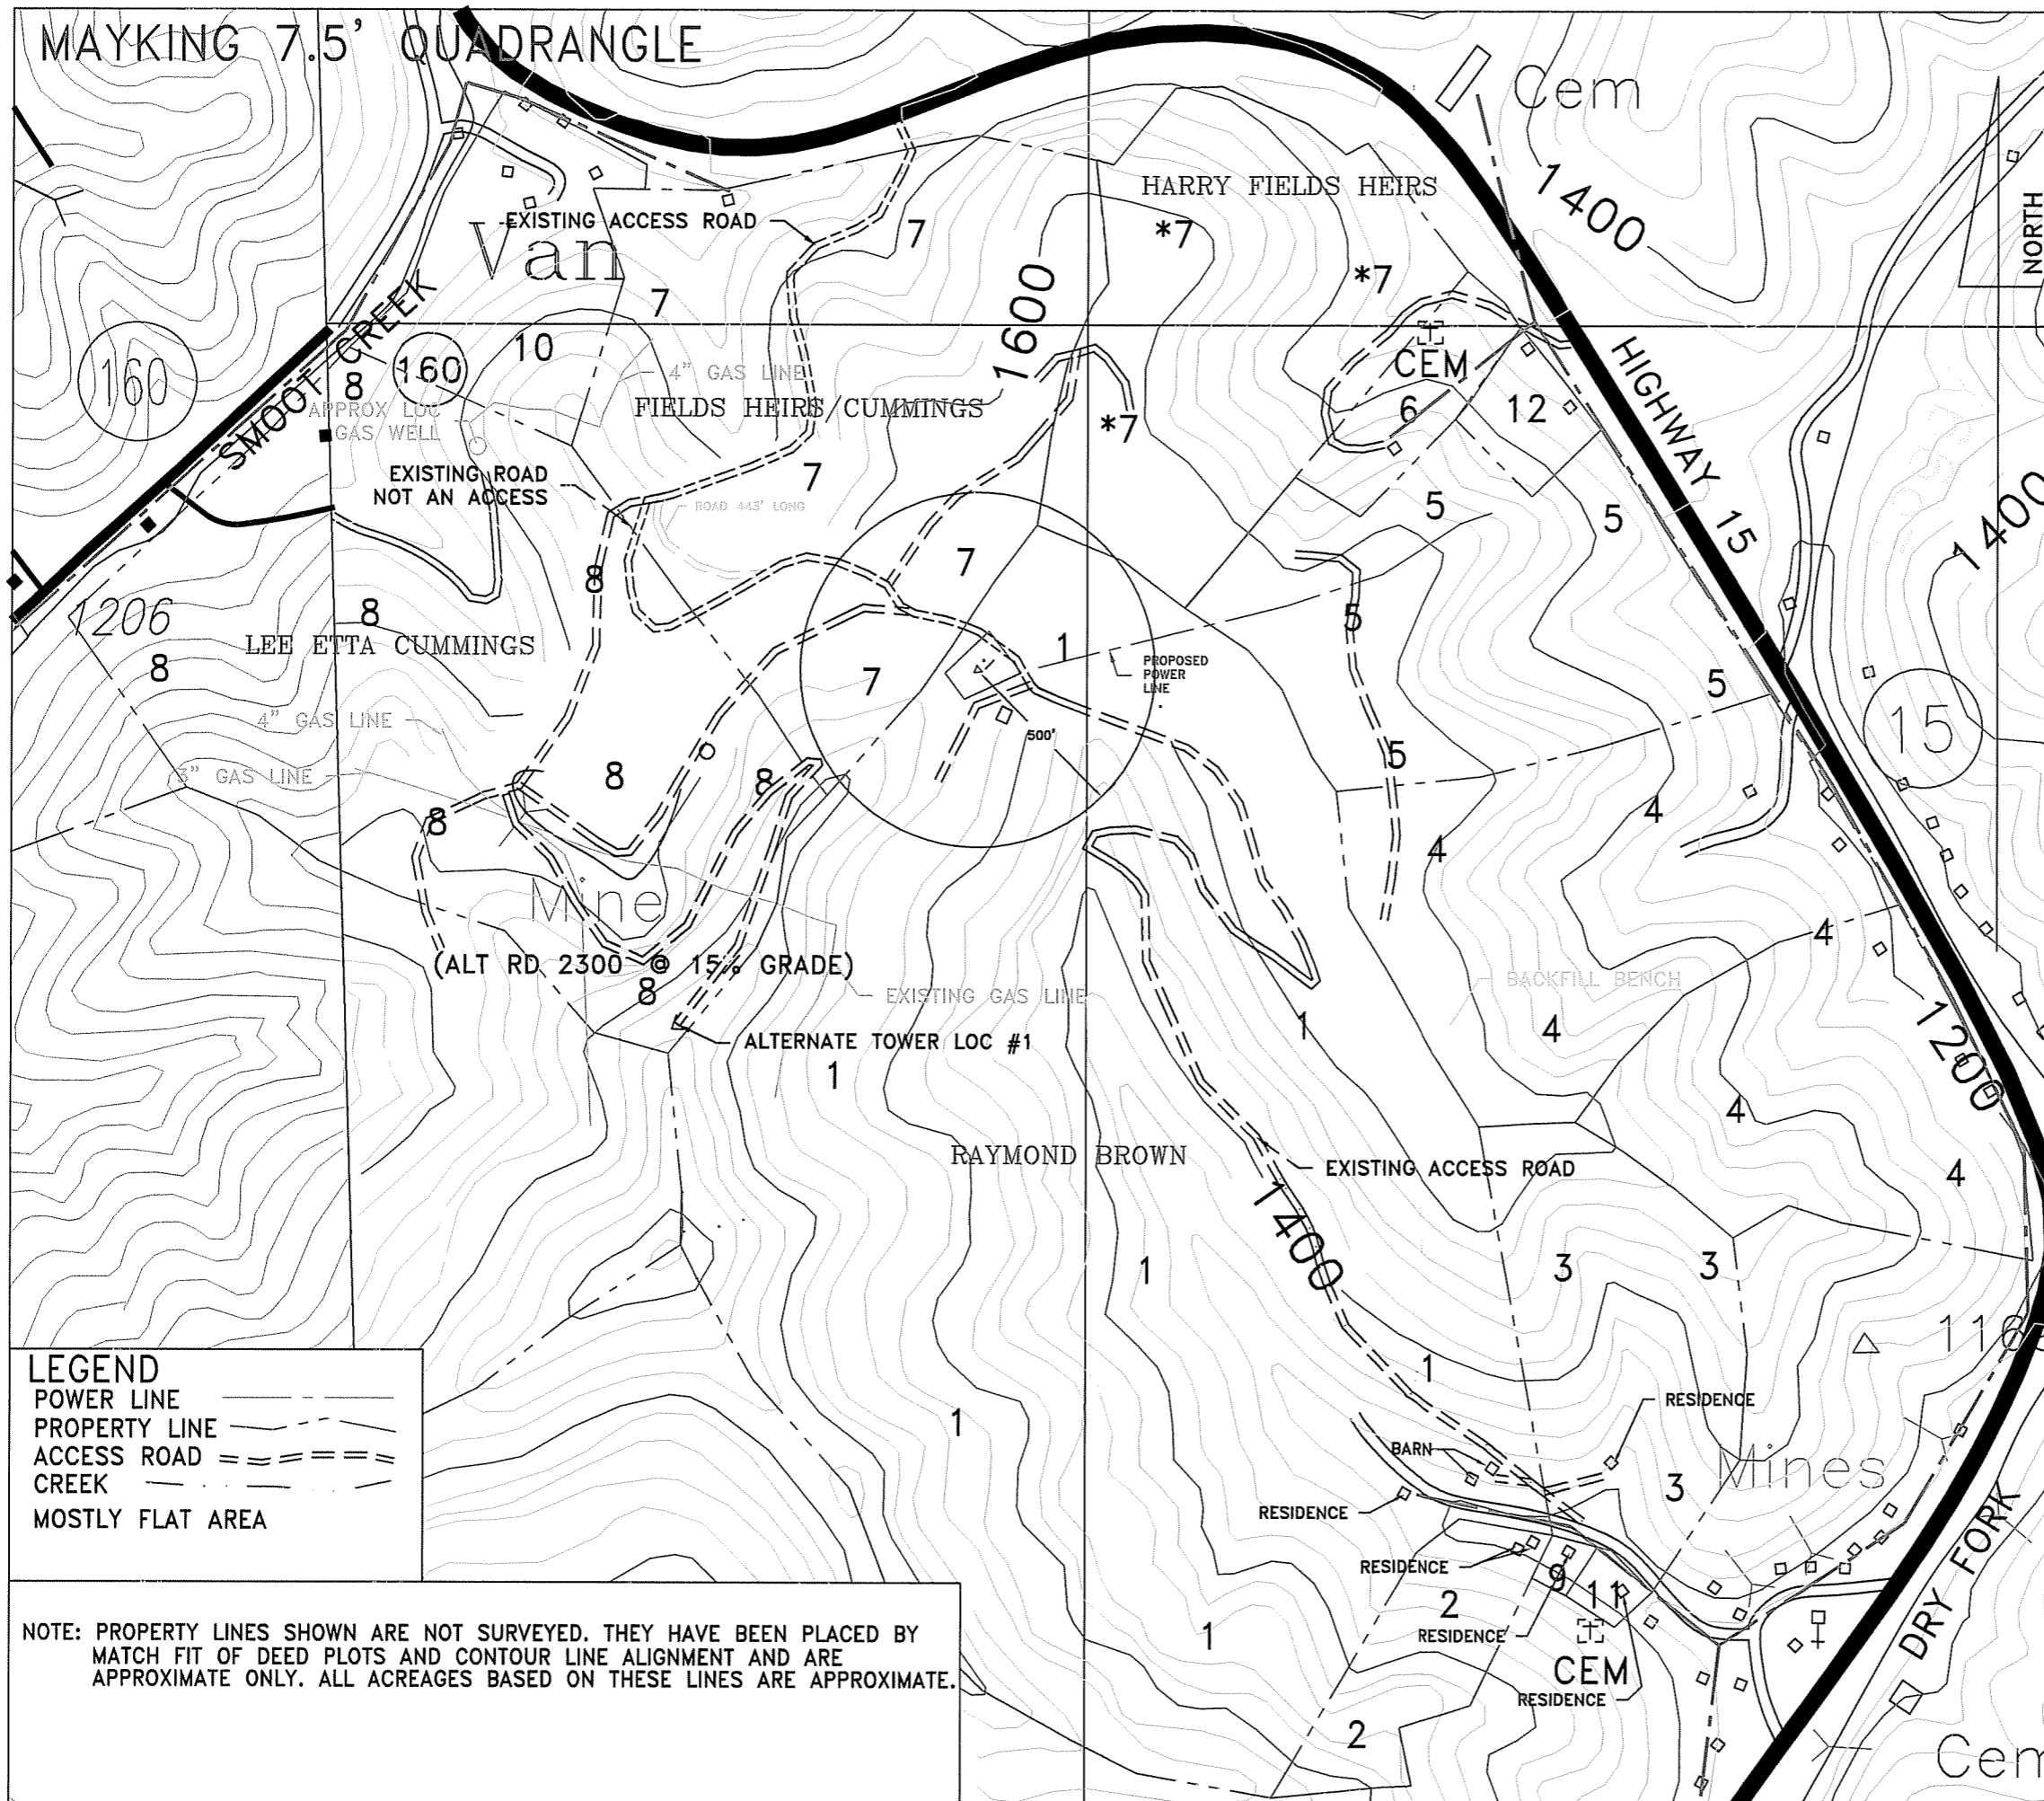 MAYKING 7.5' QUADRANGLE
Cem
1400
NORTH
HARRY FIELDS HEIRS
*7
*7
EXISTING ACCESS ROAD
Van
7
7
1600
160
SMOOT CREEK
8
160
10
4" GAS LINE
APPROX LOC
GAS WELL
FIELDS HEIRS/CUMMINGS
*7
CEM
6
12
HIGHWAY 15
EXISTING ROAD
NOT AN ACCESS
7
ROAD 443' LONG
5
5
1400
7
8
1206
8
LEE ETTA CUMMINGS
8
1
5
PROPOSED
POWER
LINE
7
5
15
4" GAS LINE
500'
5
3" GAS LINE
8
8
8
4
4
Mine
4
(ALT RD 2300 @ 15% GRADE)
8
EXISTING GAS LINE
BACKFILL BENCH
1
4
1200
ALTERNATE TOWER LOC #1
1
4
RAYMOND BROWN
EXISTING ACCESS ROAD
4
1400
1
3
3
116
LEGEND
POWER LINE
PROPERTY LINE
ACCESS ROAD
CREEK
MOSTLY FLAT AREA
1
1
RESIDENCE
BARN
3
Mines
RESIDENCE
DRY FORK
RESIDENCE
9
11
2
RESIDENCE
1
CEM
RESIDENCE
2
Cem
NOTE: PROPERTY LINES SHOWN ARE NOT SURVEYED. THEY HAVE BEEN PLACED BY
MATCH FIT OF DEED PLOTS AND CONTOUR LINE ALIGNMENT AND ARE
APPROXIMATE ONLY. ALL ACREAGES BASED ON THESE LINES ARE APPROXIMATE.